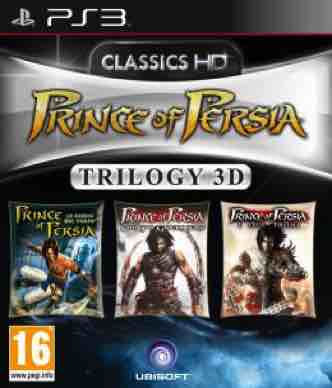 PS3
CLASSICS HD
PRINCE OF PERSIA
TRILOGY 3D
PRINCE
OF PERSIA
PRINCE OF PERSIA
PRINCE OF PERSIA
16
www.pegi.info
UBISOFT